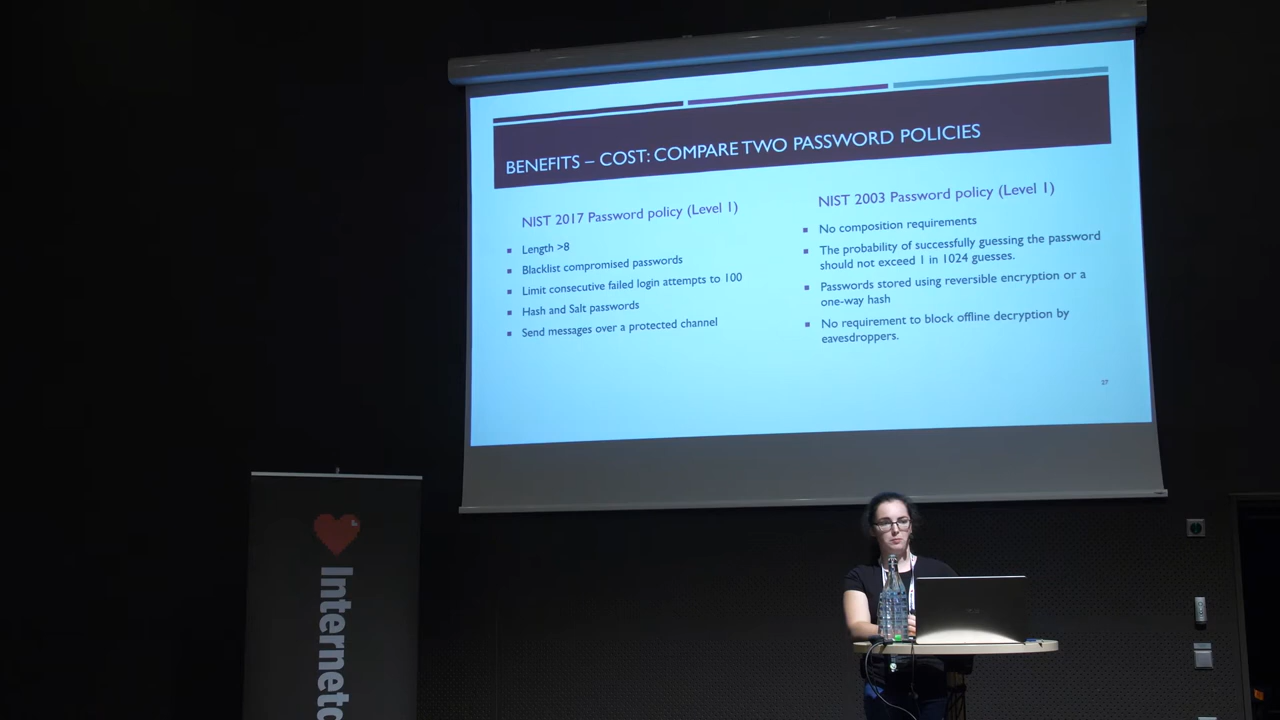 BENEFITS – COST: COMPARE TWO PASSWORD POLICIES
NIST 2017 Password policy (Level 1)
▪ Length >8
▪ Blacklist compromised passwords
▪ Limit consecutive failed login attempts to 100
▪ Hash and Salt passwords
▪ Send messages over a protected channel
NIST 2003 Password policy (Level 1)
▪ No composition requirements
▪ The probability of successfully guessing the password
should not exceed 1 in 1024 guesses.
▪ Passwords stored using reversible encryption or a
one-way hash
▪ No requirement to block offline decryption by
eavesdroppers.
27